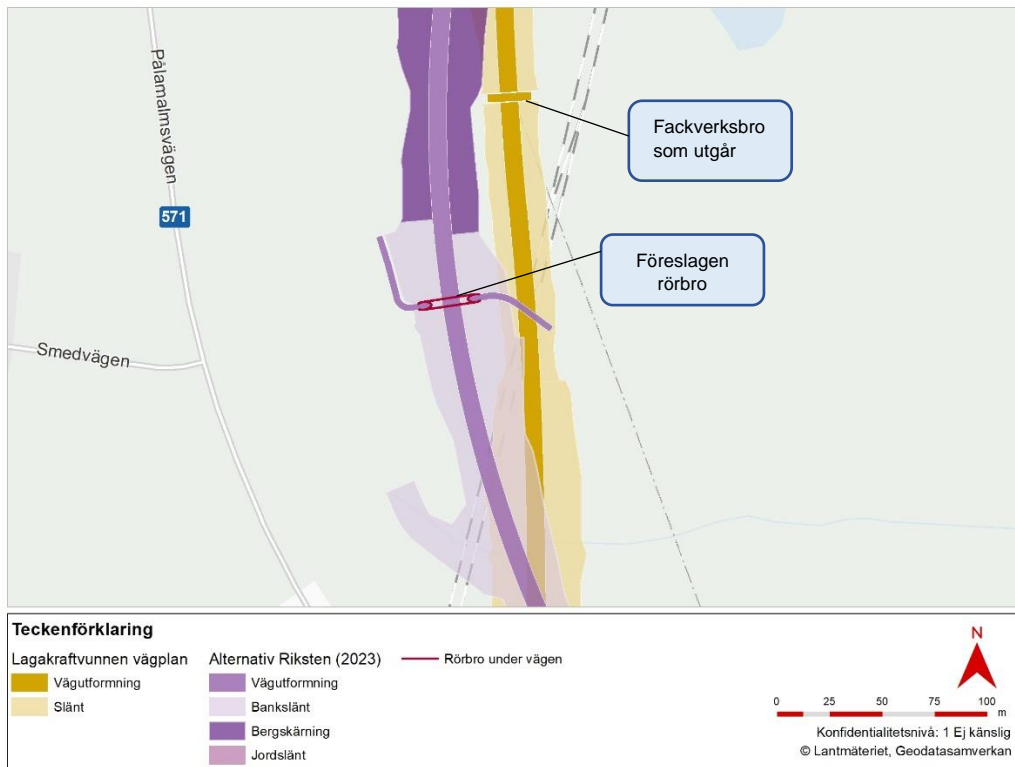 Pålamalmsvägen
571
Smedvägen
Fackverksbro
som utgår
Föreslagen
rörbro
Teckenförklaring
Lagakraftvunnen vägplan
Vägutformning
Slänt
Alternativ Riksten (2023)
Vägutformning
Bankslänt
Bergskärning
Jordslänt
Rörbro under vägen
N
0 25 50 75 100
m
Konfidentialitetsnivå: 1 Ej känslig
© Lantmäteriet, Geodatasamverkan